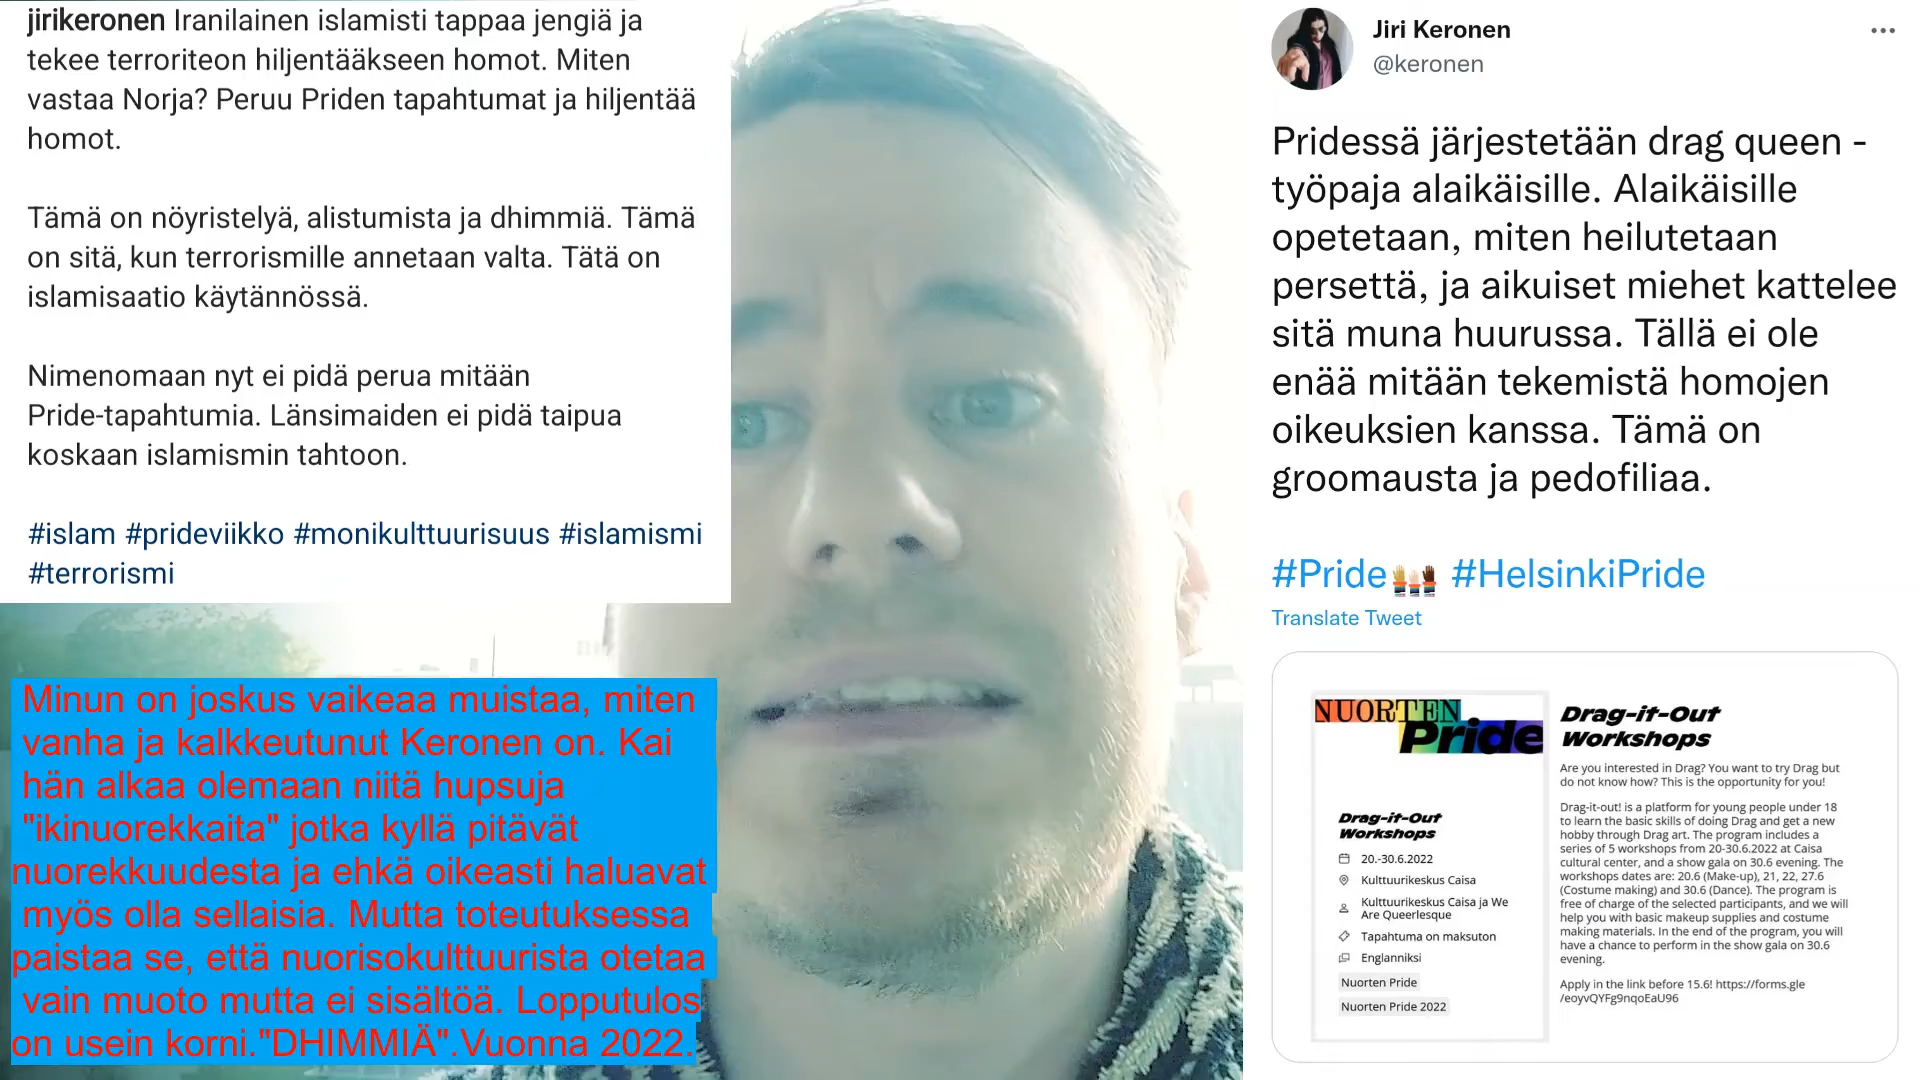 jirikeronen Iranilainen islamisti tappaa jengiä ja
tekee terroriteon hiljentääkseen homot. Miten
vastaa Norja? Peruu Priden tapahtumat ja hiljentää
homot.
Tämä on nöyristelyä, alistumista ja dhimmiä. Tämä
on sitä, kun terrorismille annetaan valta. Tätä on
islamisaatio käytännössä.
Nimenomaan nyt ei pidä perua mitään
Pride-tapahtumia. Länsimaiden ei pidä taipua
koskaan islamismin tahtoon.
#islam #prideviikko #monikulttuurisuus #islamismi
#terrorismi
Minun on joskus vaikeaa muistaa, miten
vanha ja kalkkeutunut Keronen on. Kai
hän alkaa olemaan niitä hupsuja
"ikinuorekkaita" jotka kyllä pitävät
nuorekkuudesta ja ehkä oikeasti haluavat
myös olla sellaisia. Mutta toteutuksessa
paistaa se, että nuorisokulttuurista otetaa
vain muoto mutta ei sisältöä. Lopputulos
on usein korni."DHIMMIÄ".Vuonna 2022.
Jiri Keronen
@keronen
Pridessä järjestetään drag queen -
työpaja alaikäisille. Alaikäisille
opetetaan, miten heilutetaan
persettä, ja aikuiset miehet kattelee
sitä muna huurussa. Tällä ei ole
enää mitään tekemistä homojen
oikeuksien kanssa. Tämä on
groomausta ja pedofiliaa.
#Pride #HelsinkiPride
Translate Tweet
NUORTEN
Pride
Drag-it-Out
Workshops
20.-30.6.2022
Kulttuurikeskus Caisa
Kulttuurikeskus Caisa ja We
Are Queerlesque
Tapahtuma on maksuton
Englanniksi
Nuorten Pride
Nuorten Pride 2022
Drag-it-Out
Workshops
Are you interested in Drag? You want to try Drag but
do not know how? This is the opportunity for you!
Drag-it-out! is a platform for young people under 18
to learn the basic skills of doing Drag and get a new
hobby through Drag art. The program includes a
series of 5 workshops from 20-30.6.2022 at Caisa
cultural center, and a show gala on 30.6 evening. The
workshops dates are: 20.6 (Make-up), 21, 22, 27.6
(Costume making) and 30.6 (Dance). The program is
free of charge of the selected participants, and we will
help you with basic makeup supplies and costume
making materials. In the end of the program, you will
have a chance to perform in the show gala on 30.6
evening.
Apply in the link before 15.6! https://forms.gle
/eoyvQYFg9nqoEaU96